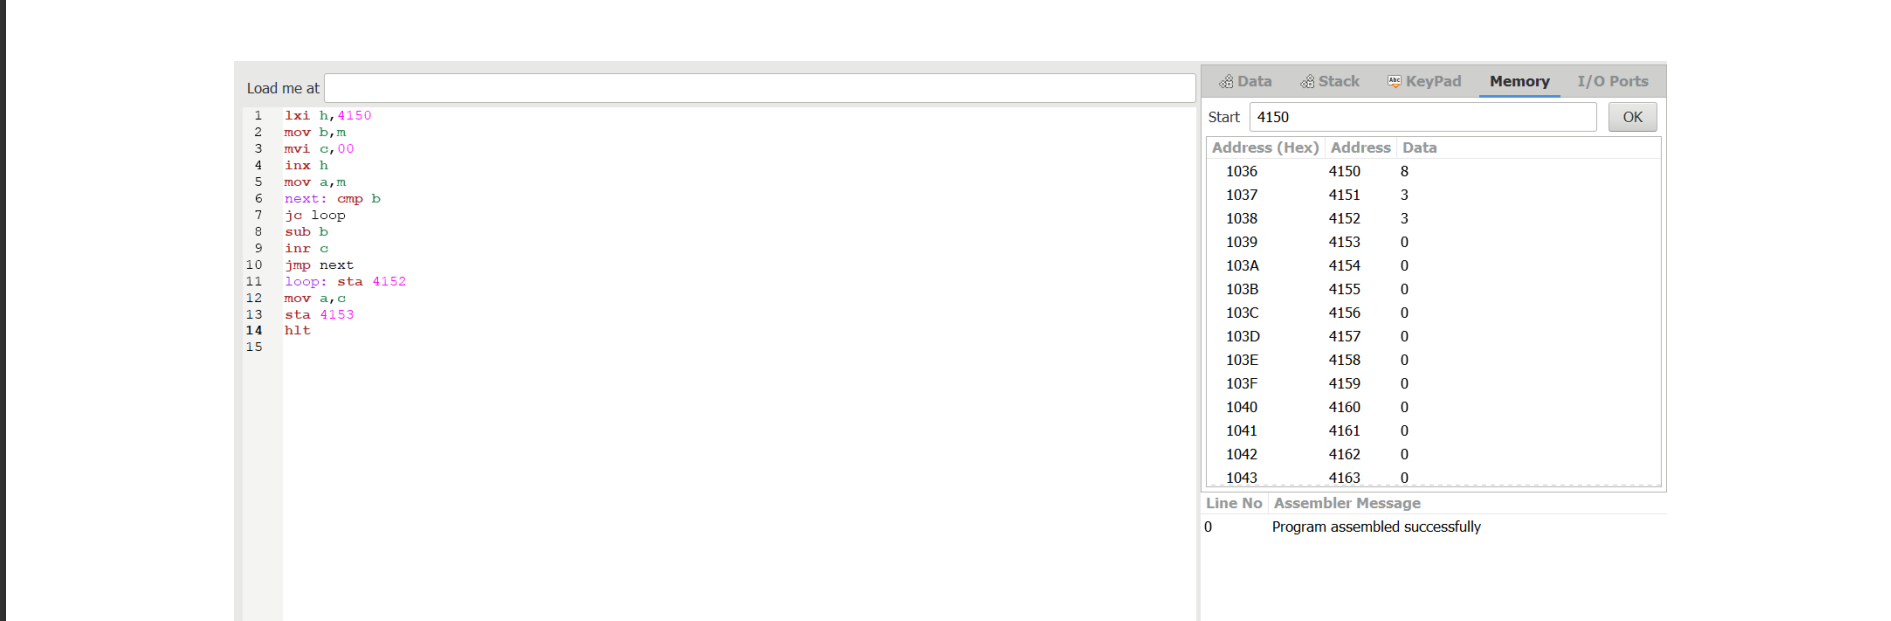 Load me at
1 lxi h,4150
2 mov b,m
3 mvi c,00
4 inx h
5 mov a,m
6 next: cmp b
7 jc loop
8 sub b
9 inr c
10 jmp next
11 loop: sta 4152
12 mov a,c
13 sta 4153
14 hlt
15
Data Stack Abc KeyPad Memory I/O Ports
Start 4150 OK
Address (Hex) Address Data
1036 4150 8
1037 4151 3
1038 4152 3
1039 4153 0
103A 4154 0
103B 4155 0
103C 4156 0
103D 4157 0
103E 4158 0
103F 4159 0
1040 4160 0
1041 4161 0
1042 4162 0
1043 4163 0
Line No Assembler Message
0 Program assembled successfully